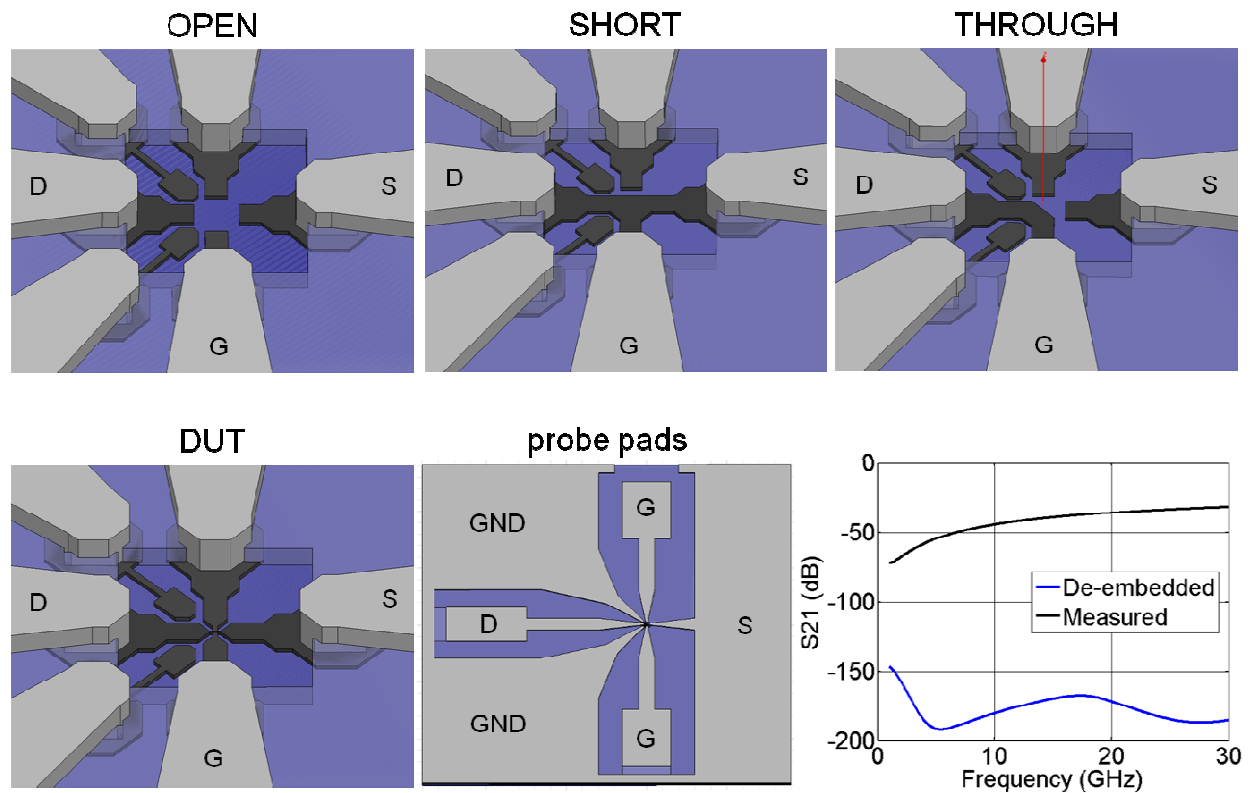 OPEN
SHORT
THROUGH
D
S
G
D
S
G
z
D
S
G
DUT
probe pads
D
S
G
GND
G
D
S
GND
G
0
-50
-100
-150
-200
S21 (dB)
De-embedded
Measured
0
10
20
30
Frequency (GHz)